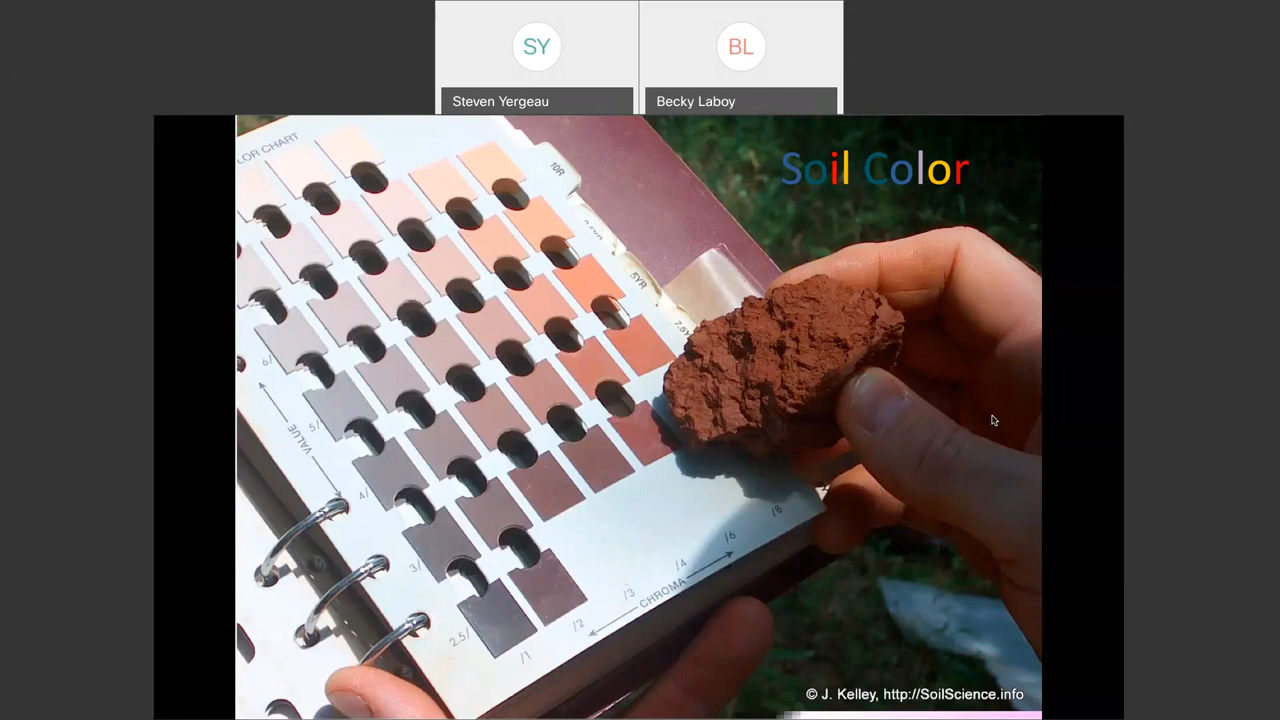 SY
BL
Steven Yergeau
Becky Laboy
Soil Color
LOR CHART
10R
5YR
VALUE
6/
5/
4/
3/
2.5/
/1
/2
/3
/4
/6
/8
CHROMA
© J. Kelley, http://SoilScience.info